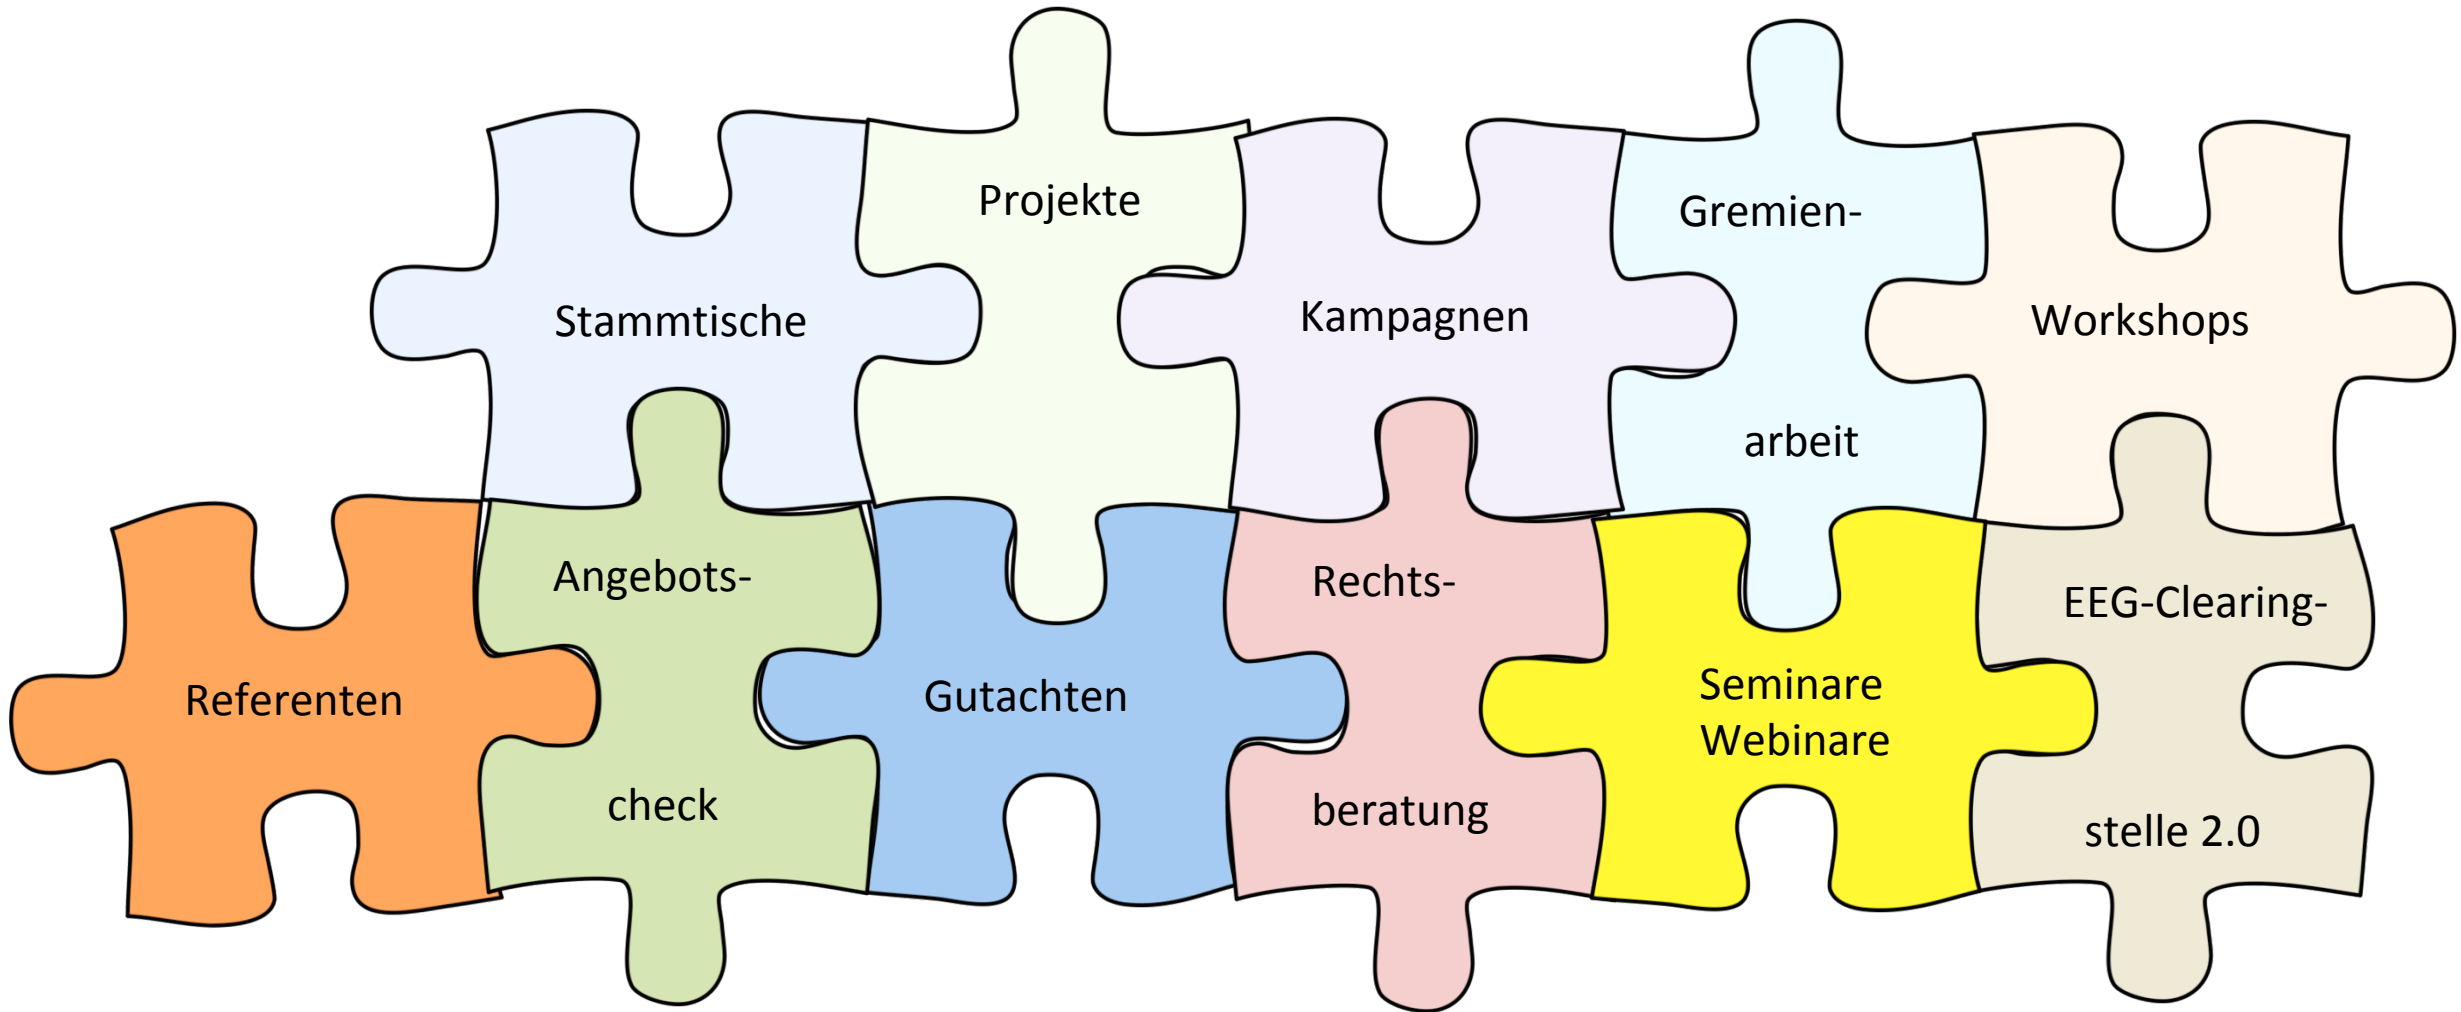 Stammtische
Projekte
Kampagnen
Gremien-
arbeit
Workshops
Referenten
Angebots-
check
Gutachten
Rechts-
beratung
Seminare
Webinare
EEG-Clearing-
stelle 2.0